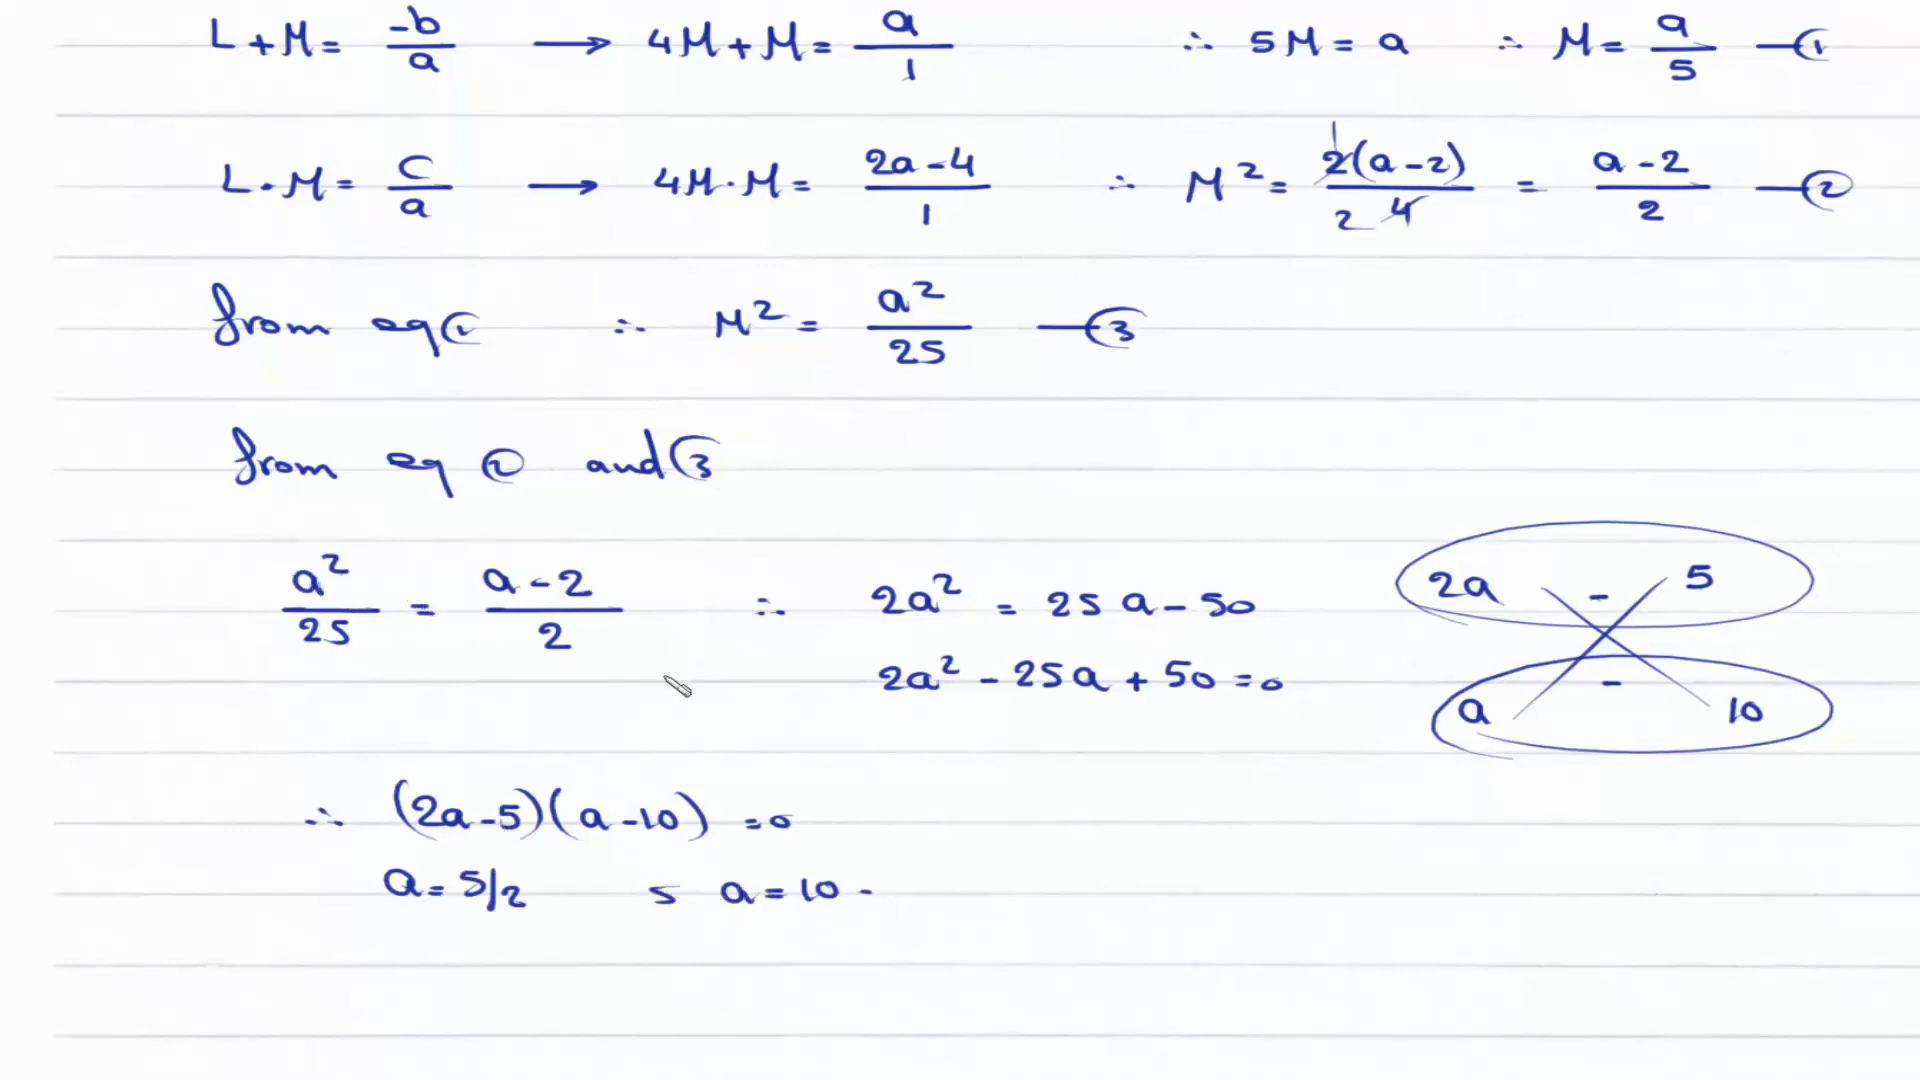 L + M = -b/a → 4M + M = a/1 ∴ 5M = a ∴ M = a/5 — ①
L · M = C/a → 4M · M = 2a - 4/1 ∴ M² = 2(a - 2)/4 1 2 = a - 2/2 — ②
from eq ① ∴ M² = a²/25 — ③
from eq ② and ③
a²/25 = a - 2/2 ∴ 2a² = 25a - 50
2a - 5
2a² - 25a + 50 = 0
a - 10
∴ (2a - 5)(a - 10) = 0
a = 5/2 , a = 10 -